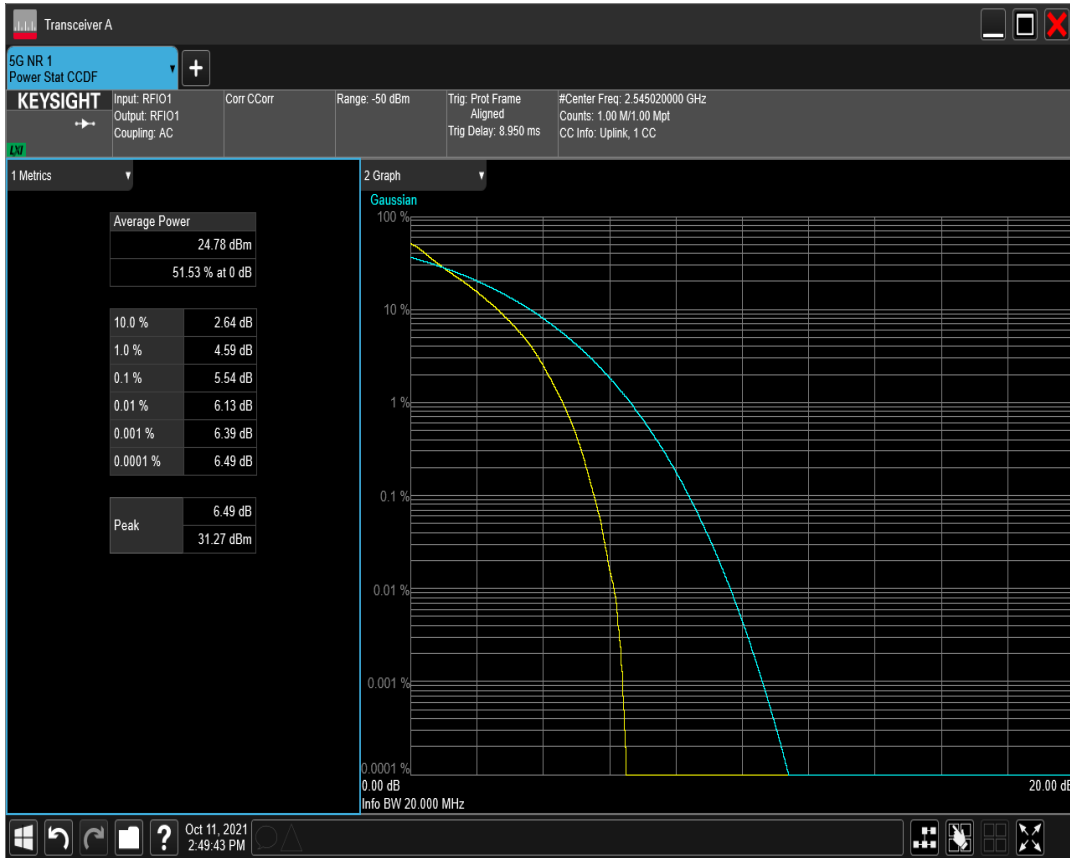 Transceiver A
5G NR 1
Power Stat CCDF
+
KEYSIGHT
LXI
Input: RFIO1
Output: RFIO1
Coupling: AC
Corr CCorr
Range: -50 dBm
Trig: Prot Frame
Aligned
Trig Delay: 8.950 ms
#Center Freq: 2.545020000 GHz
Counts: 1.00 M/1.00 Mpt
CC Info: Uplink, 1 CC
1 Metrics
Average Power
24.78 dBm
51.53 % at 0 dB
10.0 % 2.64 dB
1.0 % 4.59 dB
0.1 % 5.54 dB
0.01 % 6.13 dB
0.001 % 6.39 dB
0.0001 % 6.49 dB
Peak
6.49 dB
31.27 dBm
2 Graph
Gaussian
100 %
10 %
1 %
0.1 %
0.01 %
0.001 %
0.0001 %
0.00 dB 20.00 dB
Info BW 20.000 MHz
?
Oct 11, 2021
2:49:43 PM